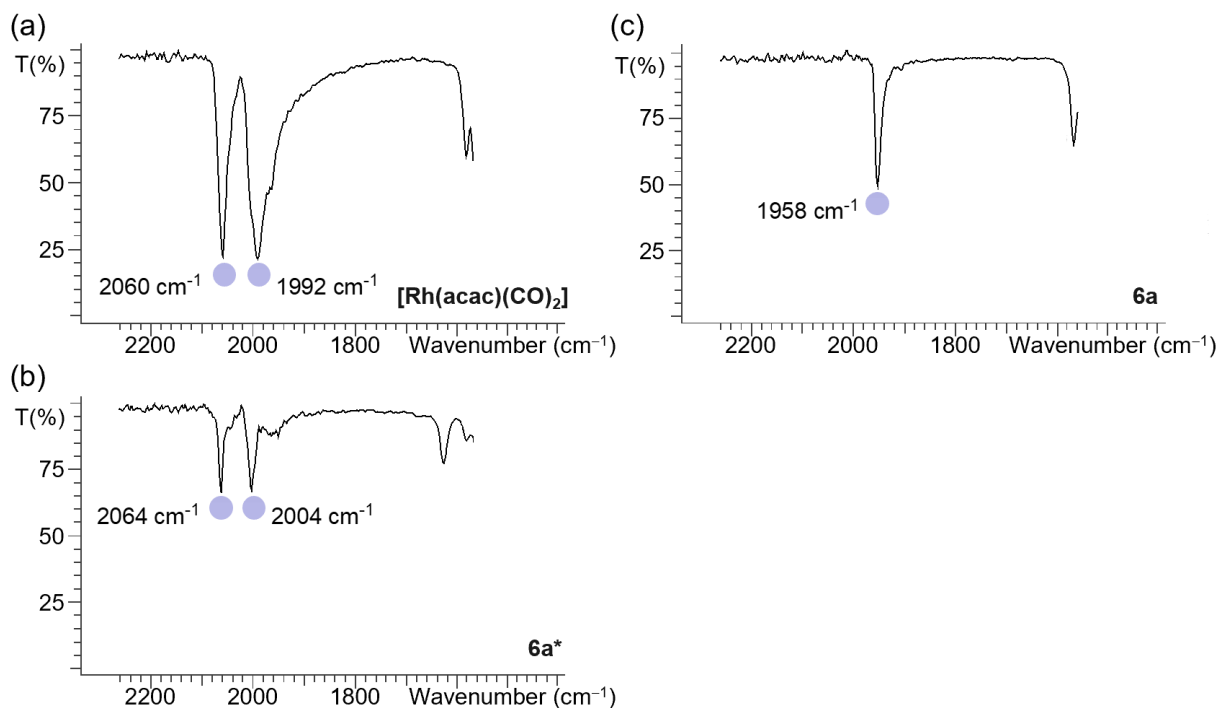 (a)
T(%)
75
50
25
2060 cm⁻¹
1992 cm⁻¹
[Rh(acac)(CO)₂]
2200
2000
1800
Wavenumber (cm⁻¹)
(b)
T(%)
75
50
25
2064 cm⁻¹
2004 cm⁻¹
6a*
2200
2000
1800
Wavenumber (cm⁻¹)
(c)
T(%)
75
50
25
1958 cm⁻¹
6a
2200
2000
1800
Wavenumber (cm⁻¹)